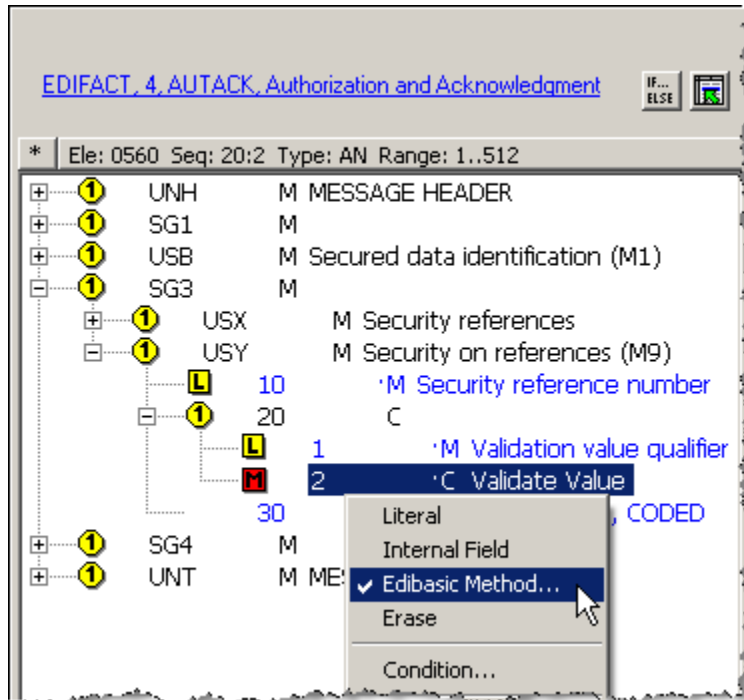 EDIFACT, 4, AUTACK, Authorization and Acknowledgment
IF...
ELSE
* Ele: 0560 Seq: 20:2 Type: AN Range: 1..512
1 UNH M MESSAGE HEADER
1 SG1 M
1 USB M Secured data identification (M1)
1 SG3 M
1 USX M Security references
1 USY M Security on references (M9)
L 10 ·M Security reference number
1 20 C
L 1 ·M Validation value qualifier
M 2 ·C Validate Value
30 , CODED
Literal
1 SG4 M
Internal Field
1 UNT M MES
Edibasic Method...
Erase
Condition...